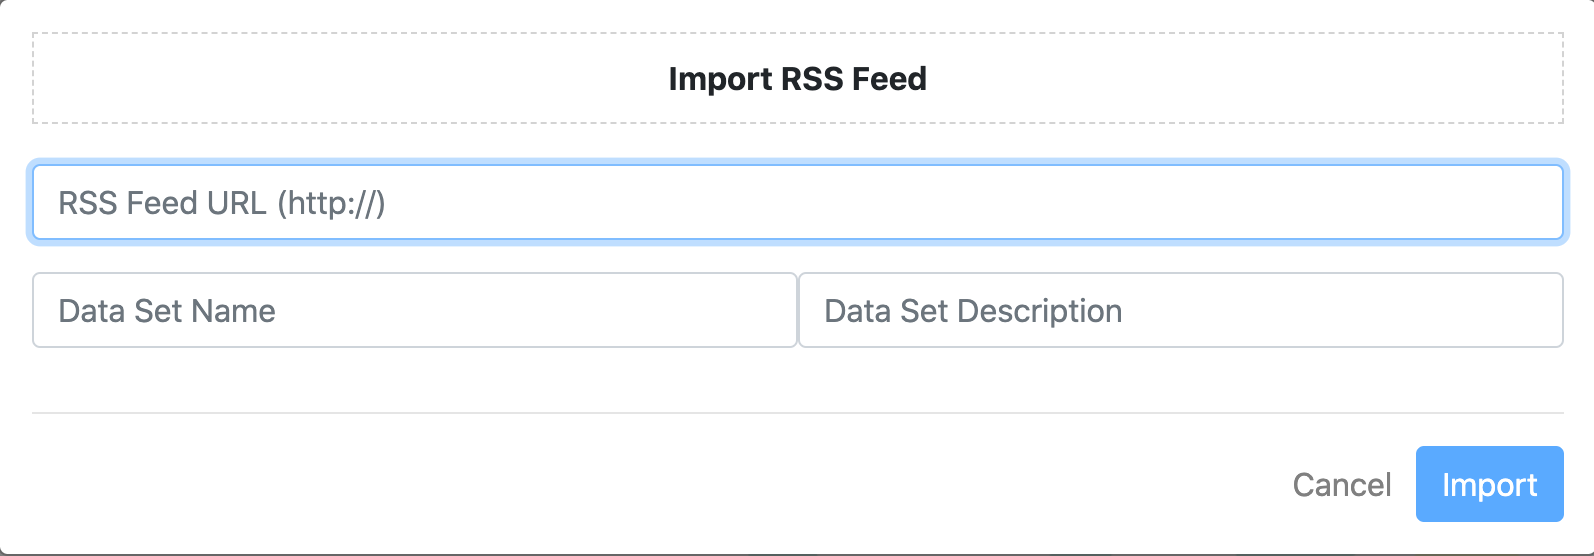 Import RSS Feed
RSS Feed URL (http://)
Data Set Name
Data Set Description
Cancel
Import